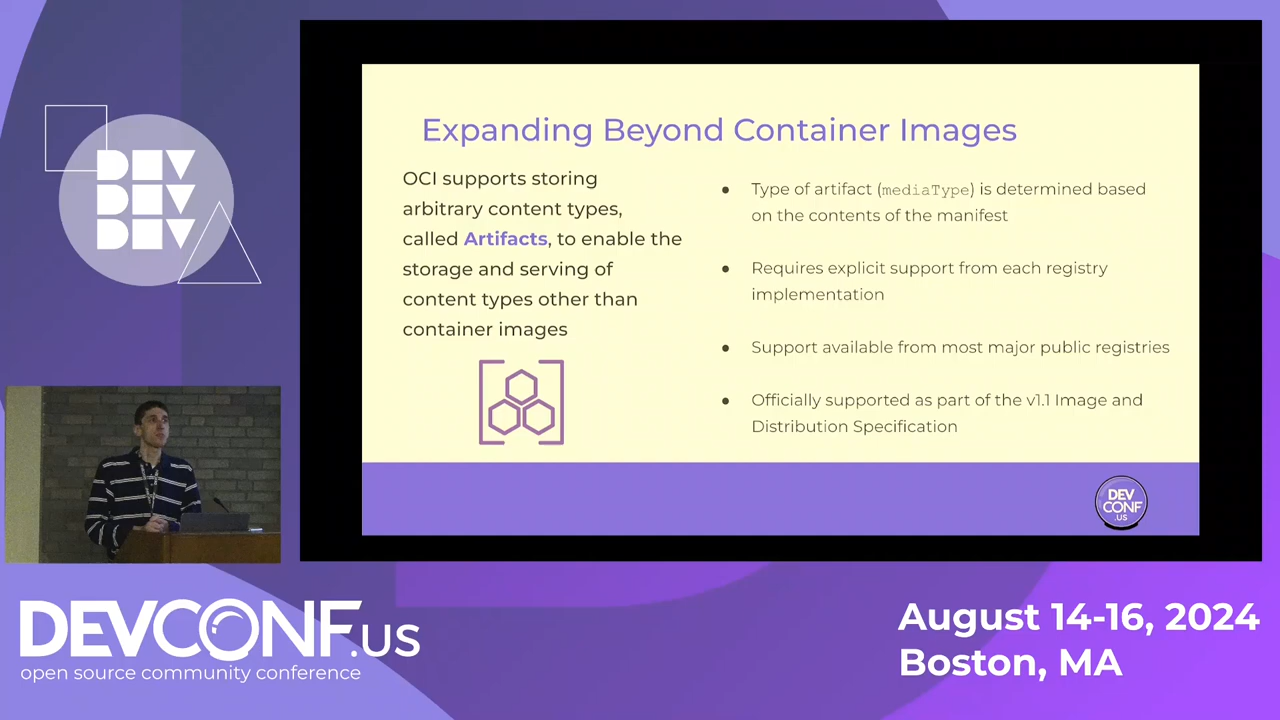 DEV
DEV
DEV
Expanding Beyond Container Images
OCI supports storing
arbitrary content types,
called Artifacts, to enable the
storage and serving of
content types other than
container images
● Type of artifact (mediaType) is determined based
on the contents of the manifest
● Requires explicit support from each registry
implementation
● Support available from most major public registries
● Officially supported as part of the v1.1 Image and
Distribution Specification
DEV
CONF
.US
DEVCONF.US
open source community conference
August 14-16, 2024
Boston, MA